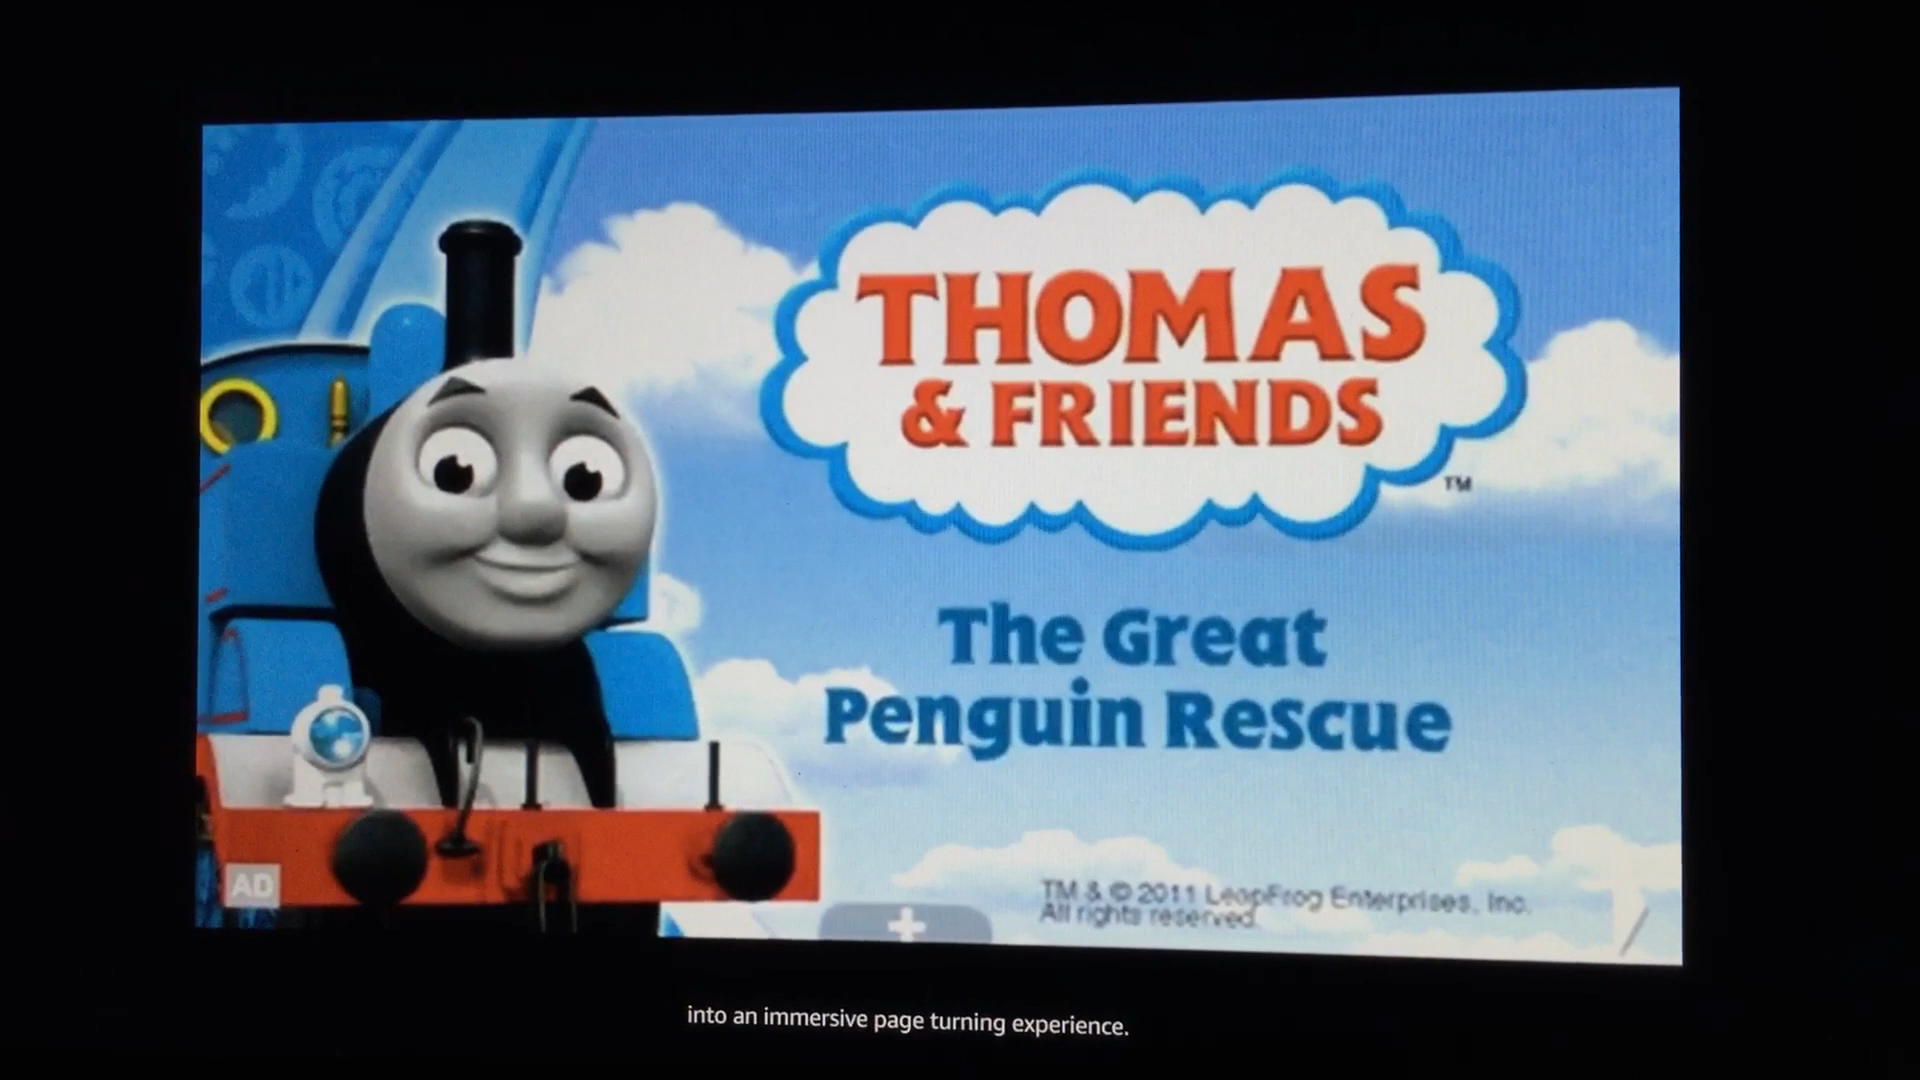 THOMAS
& FRIENDS
TM
The Great
Penguin Rescue
AD
TM & © 2011 LeapFrog Enterprises, Inc.
All rights reserved.
into an immersive page turning experience.